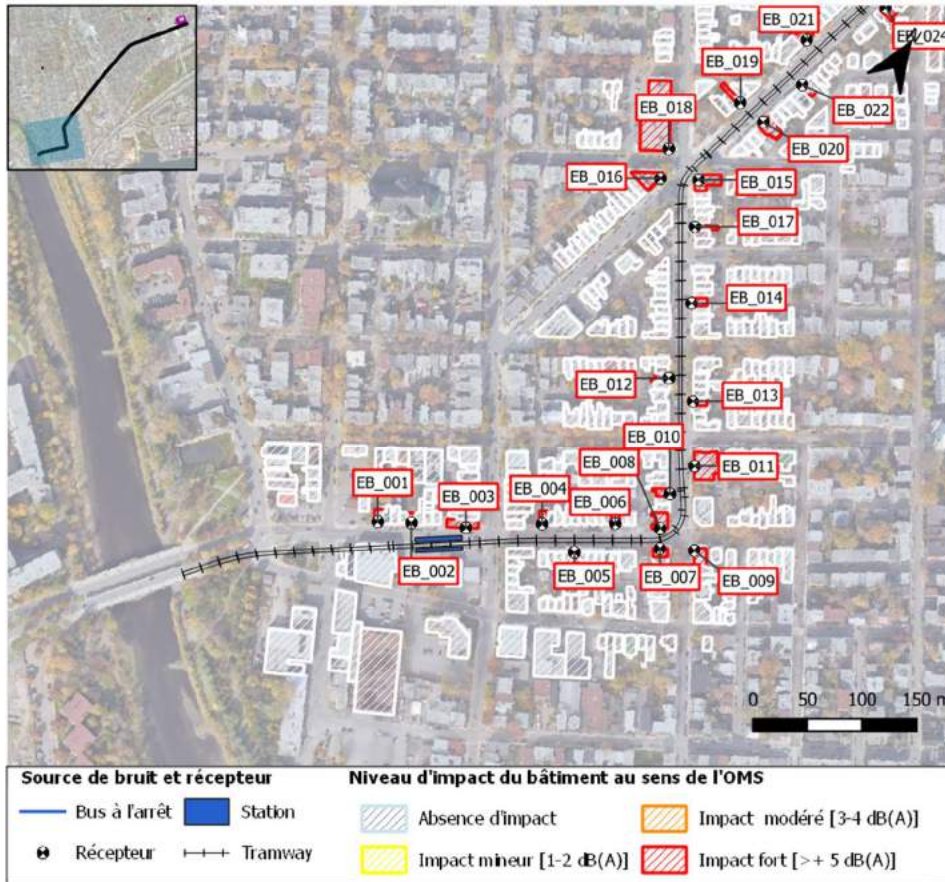 EB_021
EB_024
EB_019
EB_018
EB_022
EB_020
EB_016
EB_015
EB_017
EB_014
EB_012
EB_013
EB_010
EB_008
EB_011
EB_001
EB_003
EB_004
EB_006
EB_002
EB_005
EB_007
EB_009
0 50 100 150 m
Source de bruit et récepteur
Bus à l'arrêt
Station
Récepteur
Tramway
Niveau d'impact du bâtiment au sens de l'OMS
Absence d'impact
Impact modéré [3-4 dB(A)]
Impact mineur [1-2 dB(A)]
Impact fort [>+ 5 dB(A)]